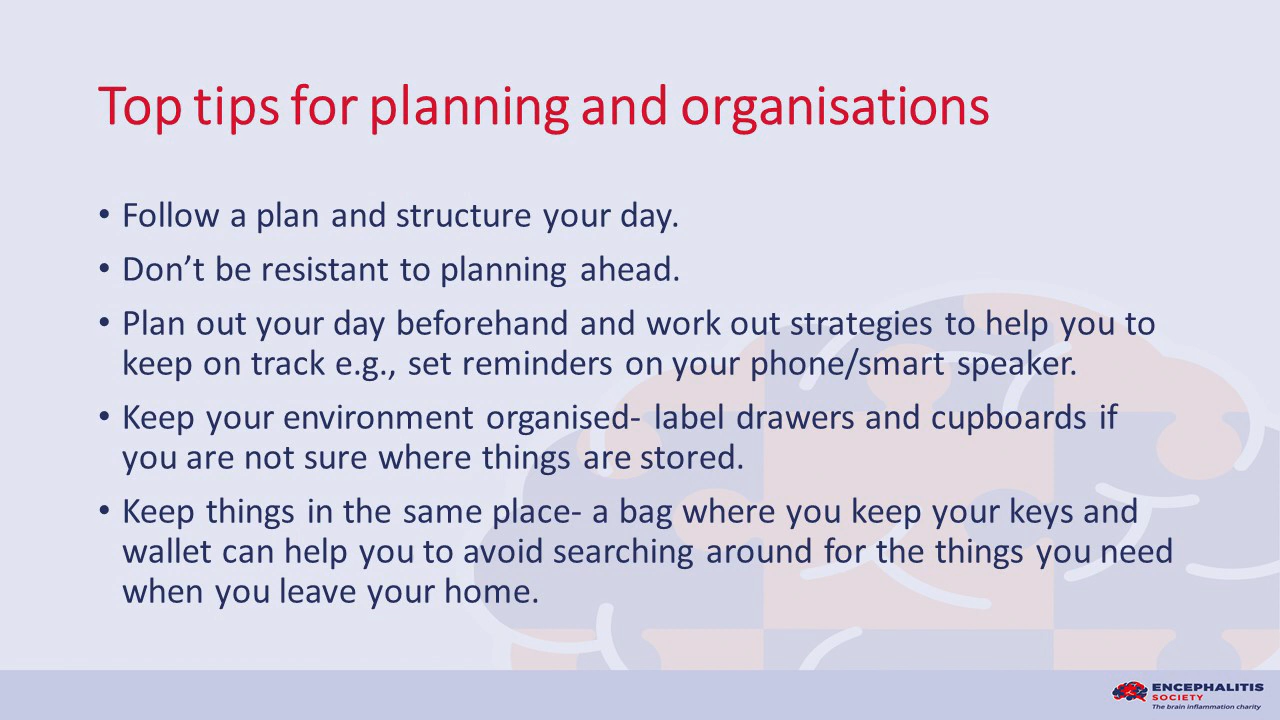 Top tips for planning and organisations
• Follow a plan and structure your day.
• Don’t be resistant to planning ahead.
• Plan out your day beforehand and work out strategies to help you to
keep on track e.g., set reminders on your phone/smart speaker.
• Keep your environment organised- label drawers and cupboards if
you are not sure where things are stored.
• Keep things in the same place- a bag where you keep your keys and
wallet can help you to avoid searching around for the things you need
when you leave your home.
ENCEPHALITIS
SOCIETY
The brain inflammation charity